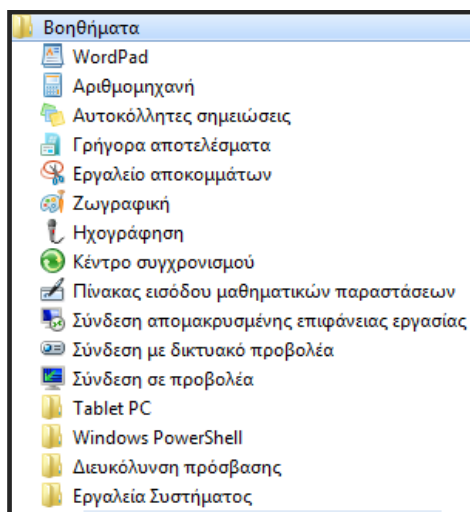 Βοηθήματα
WordPad
Αριθμομηχανή
Αυτοκόλλητες σημειώσεις
Γρήγορα αποτελέσματα
Εργαλείο αποκομμάτων
Ζωγραφική
Ηχογράφηση
Κέντρο συγχρονισμού
Πίνακας εισόδου μαθηματικών παραστάσεων
Σύνδεση απομακρυσμένης επιφάνειας εργασίας
Σύνδεση με δικτυακό προβολέα
Σύνδεση σε προβολέα
Tablet PC
Windows PowerShell
Διευκόλυνση πρόσβασης
Εργαλεία Συστήματος